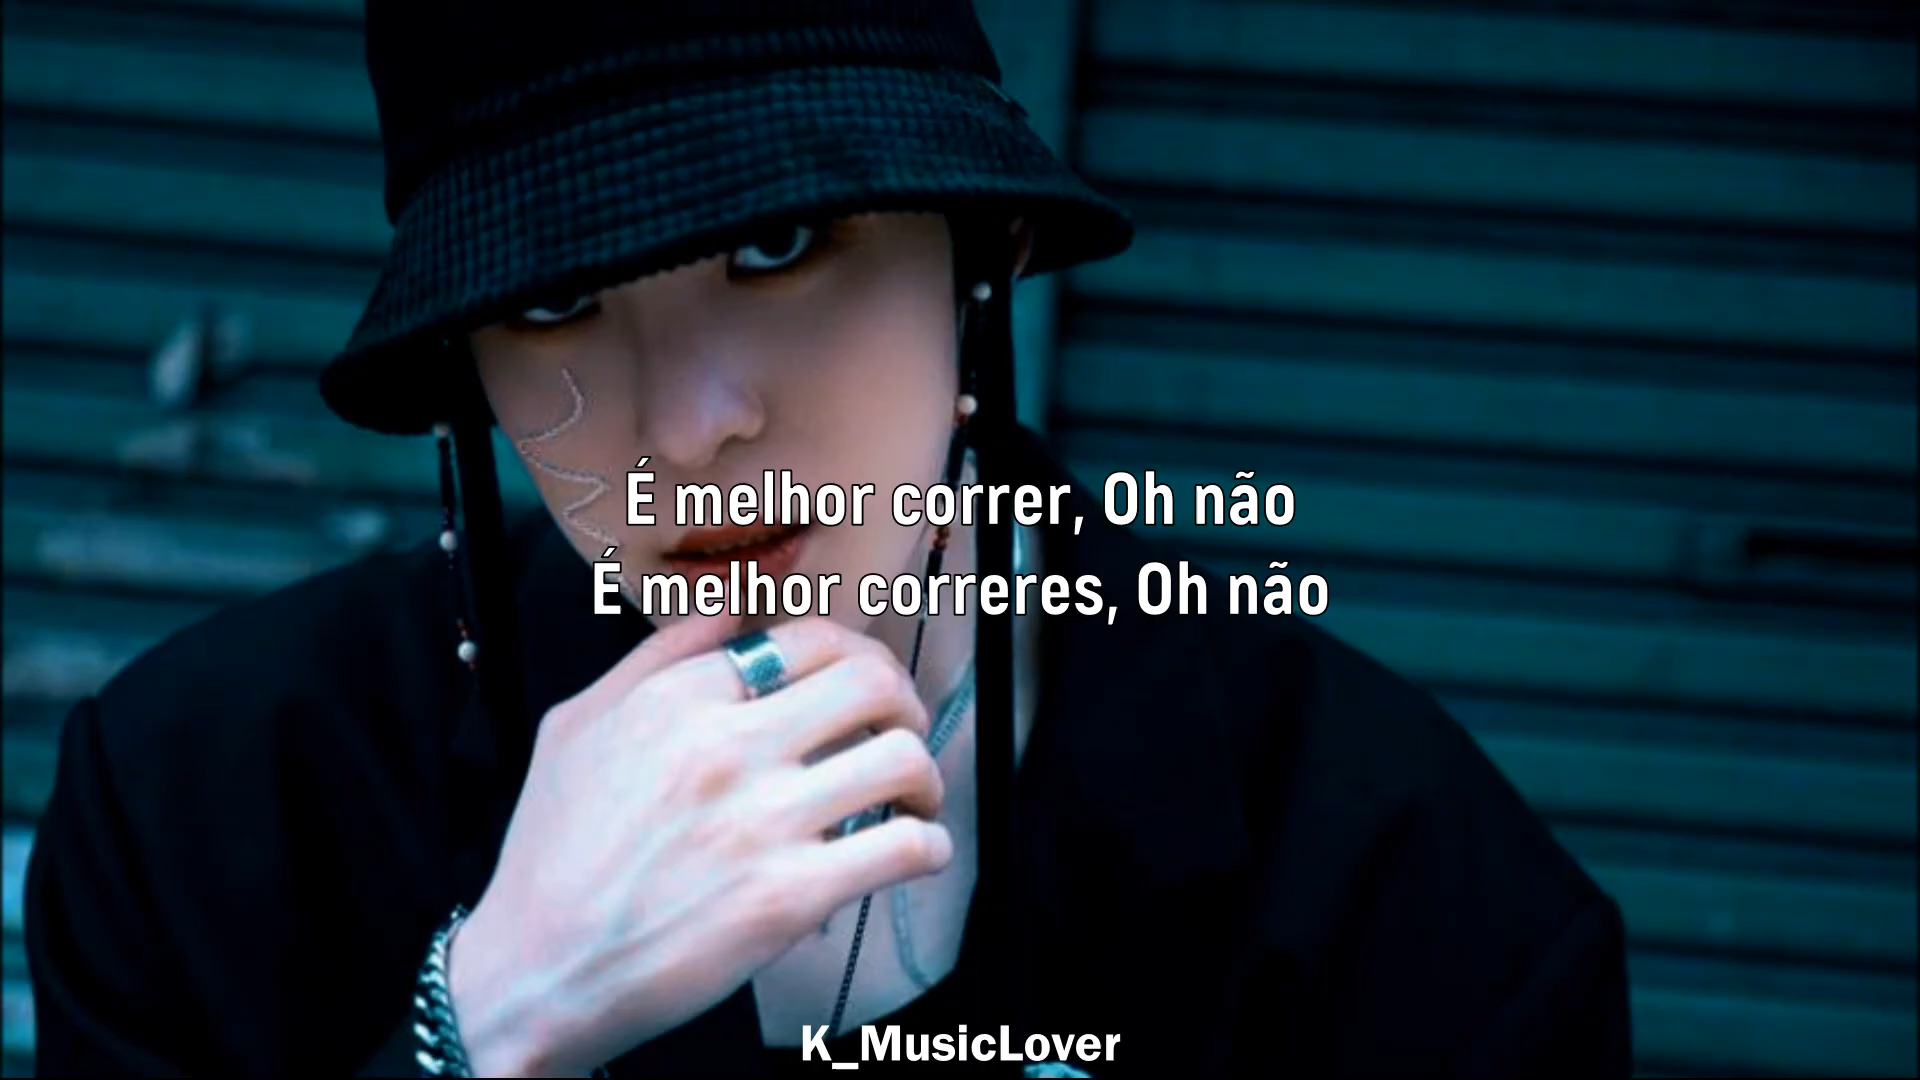 É melhor correr, Oh não
É melhor correres, Oh não
K_MusicLover